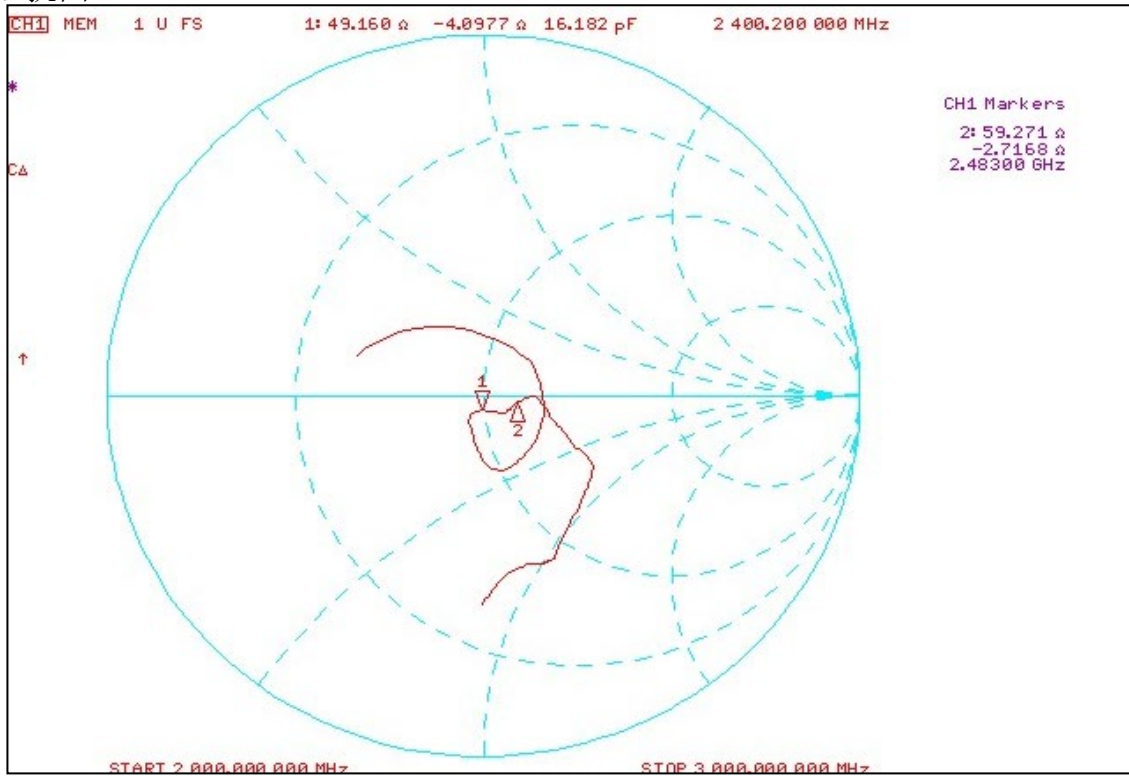 CH1 MEM 1 U FS 1: 49.160 Ω -4.0977 Ω 16.182 pF 2 400.200 000 MHz
*
CH1 Markers
2: 59.271 Ω
-2.7168 Ω
2.48300 GHz
CΔ
↑
1
2
START 2 000.000 000 MHz STOP 3 000.000 000 MHz